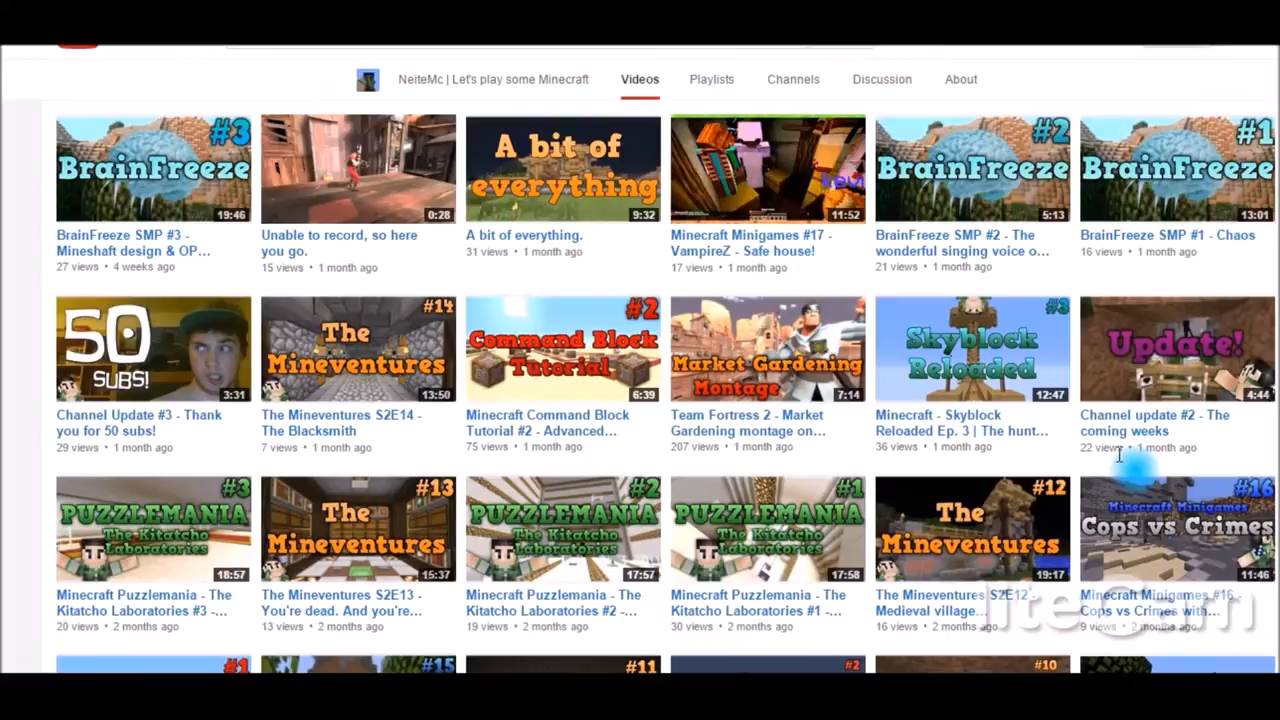 NeiteMc | Let's play some Minecraft
Videos
Playlists
Channels
Discussion
About
#3
BrainFreeze
19:46
0:28
A bit of
everything
9:32
11:52
#2
BrainFreeze
5:13
#1
BrainFreeze
13:01
BrainFreeze SMP #3 -
Mineshaft design & OP...
27 views • 4 weeks ago
Unable to record, so here
you go.
15 views • 1 month ago
A bit of everything.
31 views • 1 month ago
Minecraft Minigames #17 -
VampireZ - Safe house!
17 views • 1 month ago
BrainFreeze SMP #2 - The
wonderful singing voice o...
21 views • 1 month ago
BrainFreeze SMP #1 - Chaos
16 views • 1 month ago
50
SUBS!
3:31
#14
The
Mineventures
13:50
#2
Command Block
Tutorial
6:39
Market Gardening
Montage
7:14
#3
Skyblock
Reloaded
12:47
Update!
4:44
Channel Update #3 - Thank
you for 50 subs!
29 views • 1 month ago
The Mineventures S2E14 -
The Blacksmith
7 views • 1 month ago
Minecraft Command Block
Tutorial #2 - Advanced...
75 views • 1 month ago
Team Fortress 2 - Market
Gardening montage on...
207 views • 1 month ago
Minecraft - Skyblock
Reloaded Ep. 3 | The hunt...
36 views • 1 month ago
Channel update #2 - The
coming weeks
22 views • 1 month ago
#3
PUZZLEMANIA
The Kitatcho
Laboratories
18:57
#13
The
Mineventures
15:37
#2
PUZZLEMANIA
The Kitatcho
Laboratories
17:57
#1
PUZZLEMANIA
The Kitatcho
Laboratories
17:58
#12
The
Mineventures
19:17
#16
Minecraft Minigames
Cops vs Crimes
11:46
Minecraft Puzzlemania - The
Kitatcho Laboratories #3 -...
20 views • 2 months ago
The Mineventures S2E13 -
You're dead. And you're...
13 views • 2 months ago
Minecraft Puzzlemania - The
Kitatcho Laboratories #2 -...
19 views • 2 months ago
Minecraft Puzzlemania - The
Kitatcho Laboratories #1 -...
30 views • 2 months ago
The Mineventures S2E12 -
Medieval village...
16 views • 2 months ago
Minecraft Minigames #16 -
Cops vs Crimes with...
9 views • 2 months ago
itecam
#1
#15
#11
#2
#10